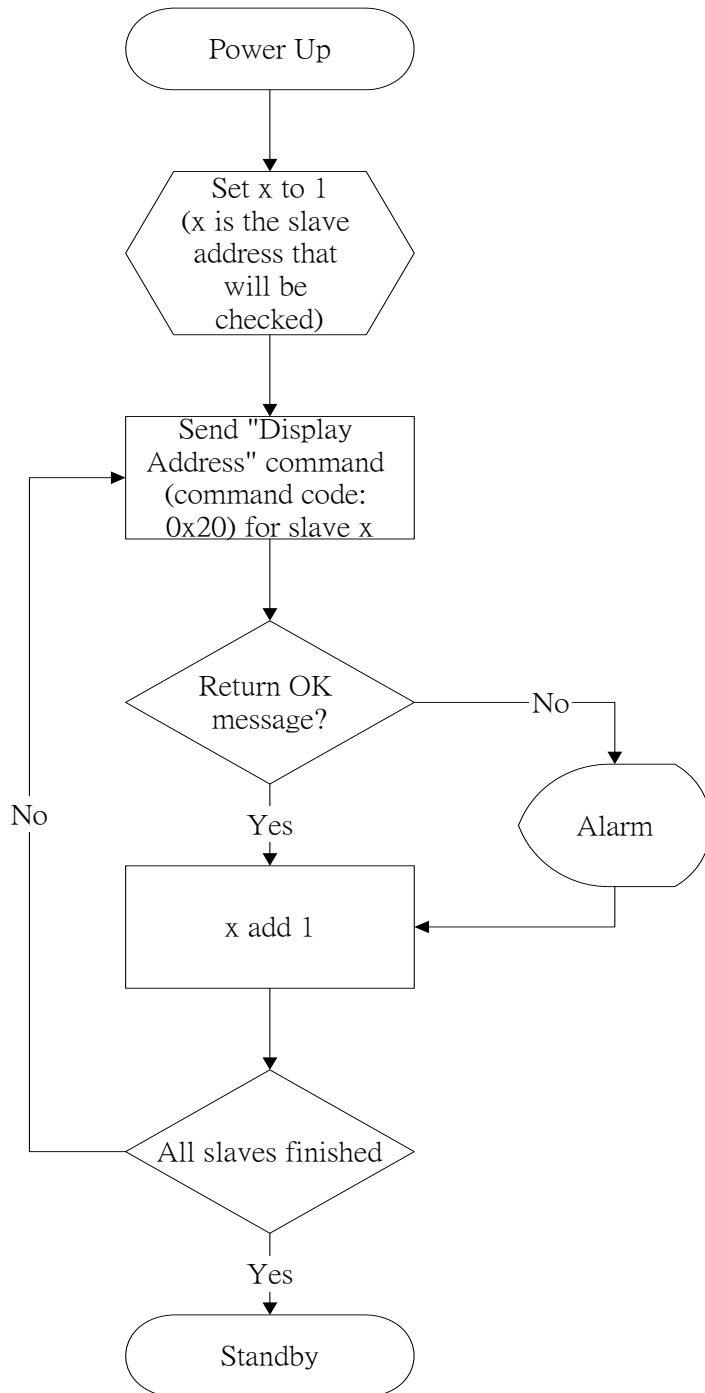 Power Up
Set x to 1
(x is the slave
address that
will be
checked)
Send "Display
Address" command
(command code:
0x20) for slave x
Return OK
message?
No
Alarm
No
Yes
x add 1
All slaves finished
Yes
Standby